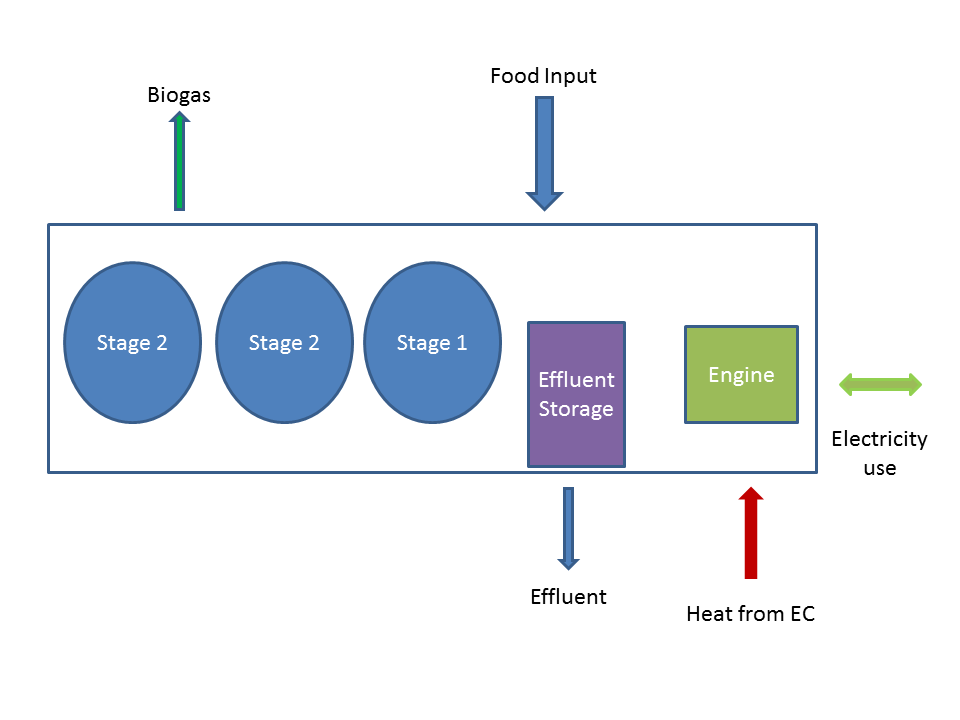 Food Input
Biogas
Stage 2
Stage 2
Stage 1
Effluent
Storage
Engine
Electricity
use
Effluent
Heat from EC